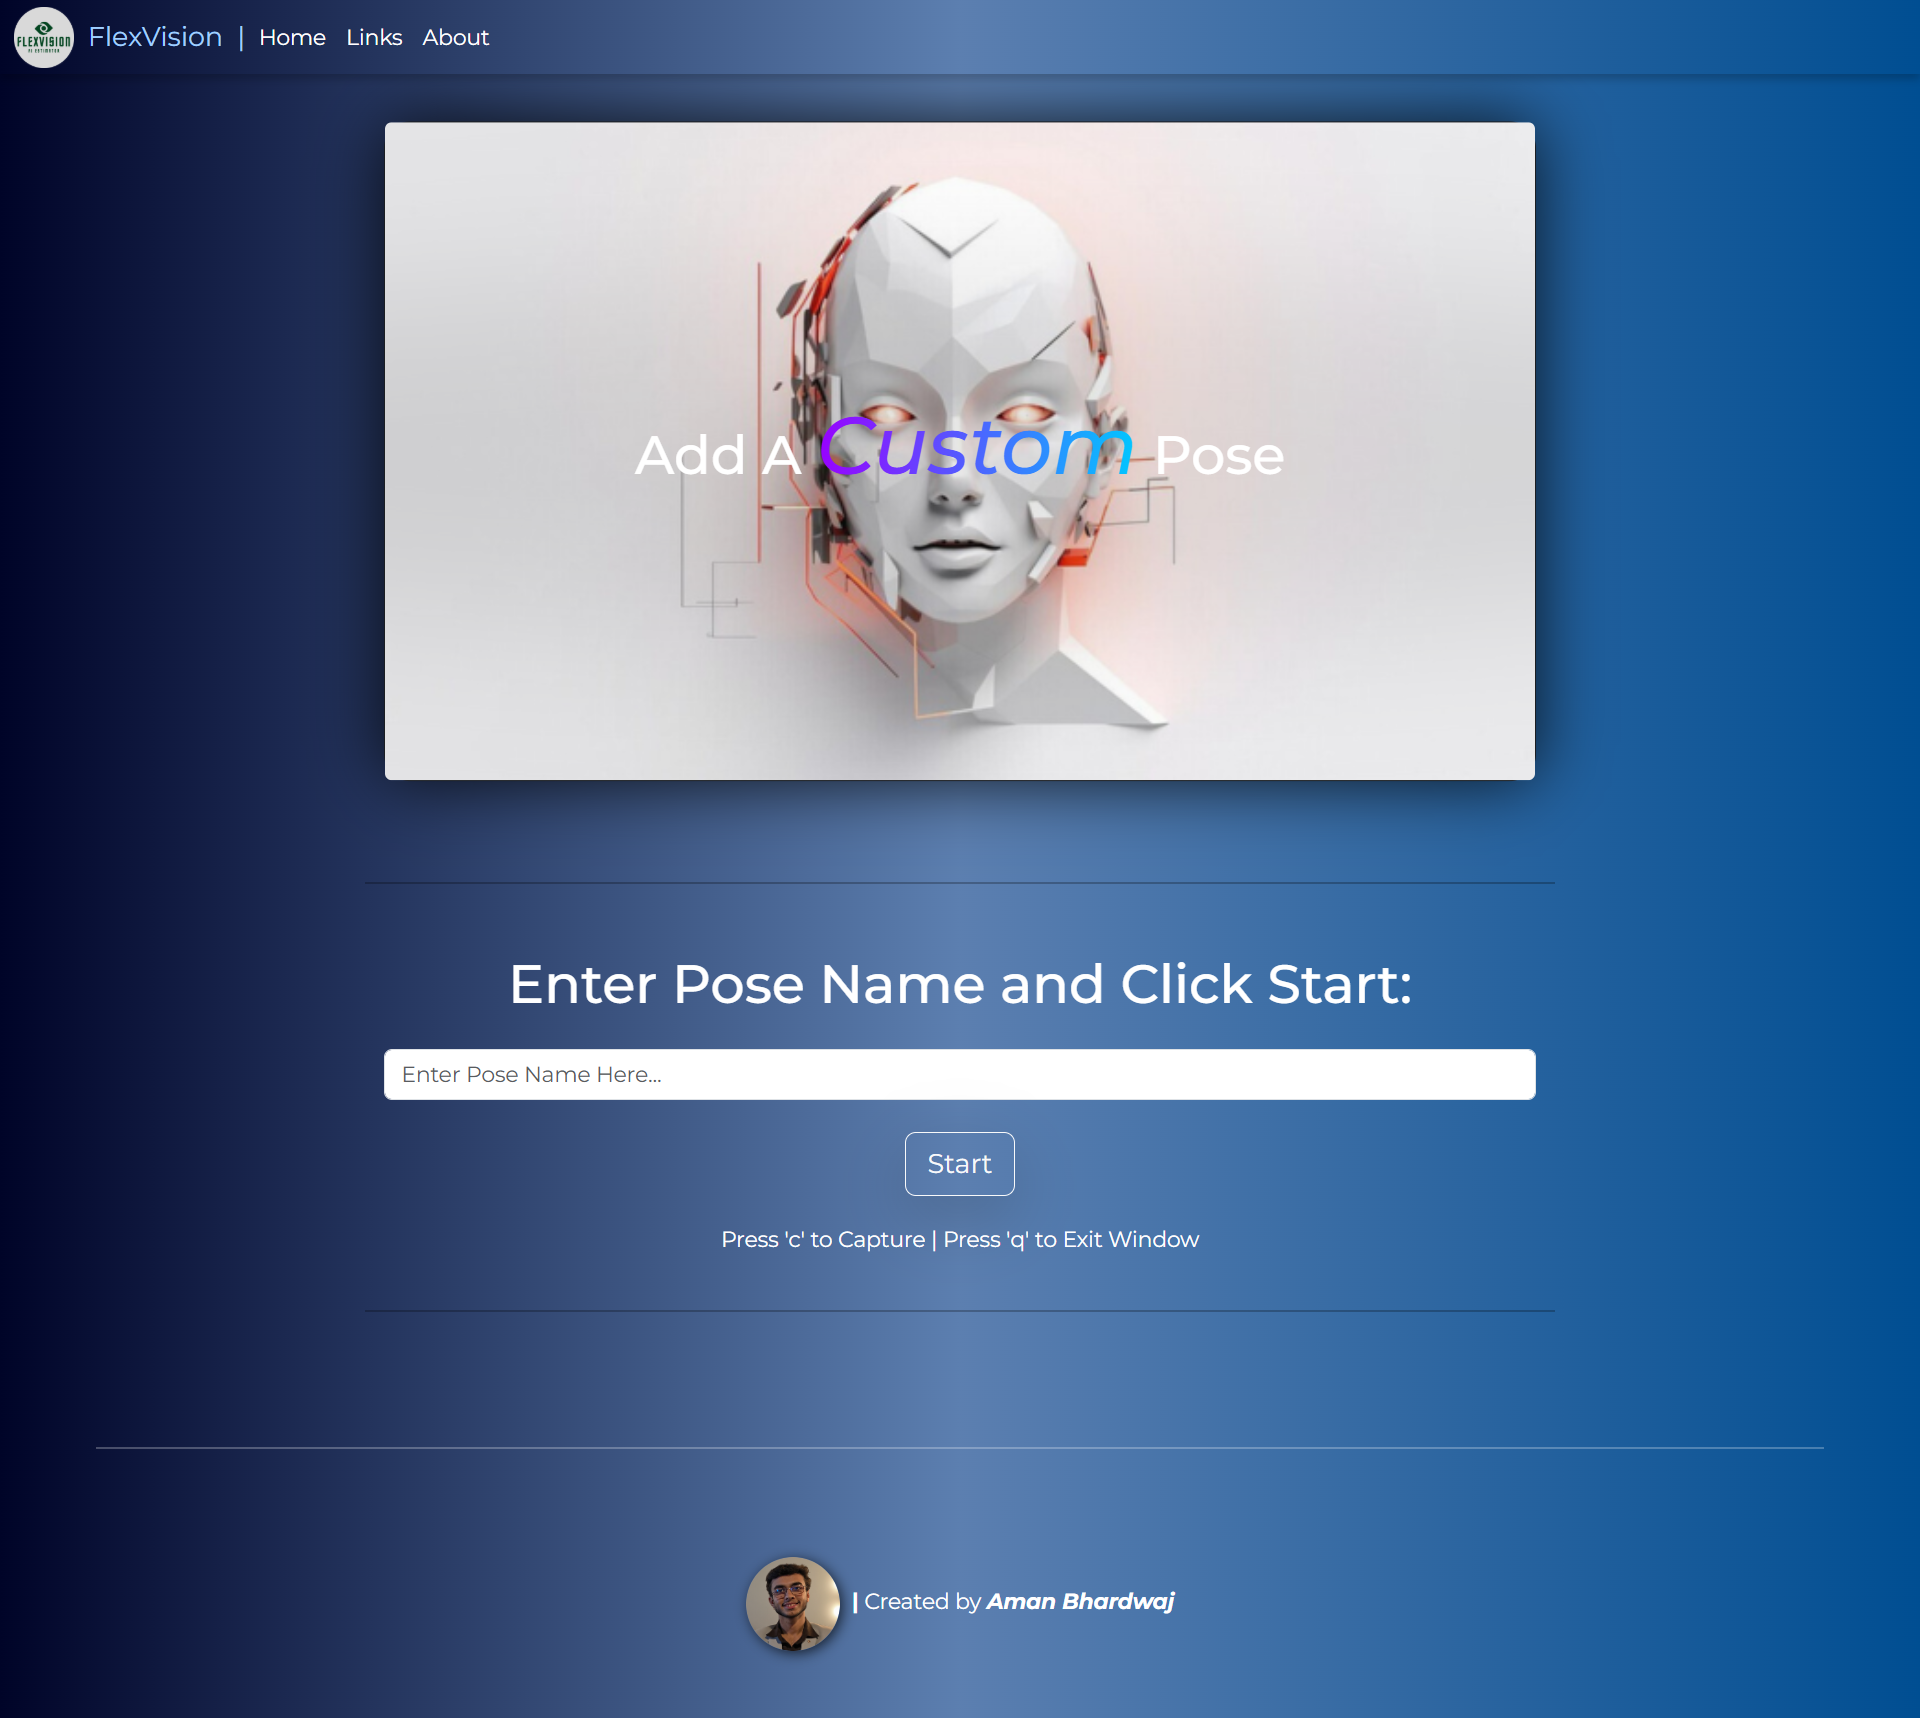 FLEXVISION
FlexVision | Home Links About
Add A Custom Pose
Enter Pose Name and Click Start:
Enter Pose Name Here...
Start
Press 'c' to Capture | Press 'q' to Exit Window
| Created by Aman Bhardwaj